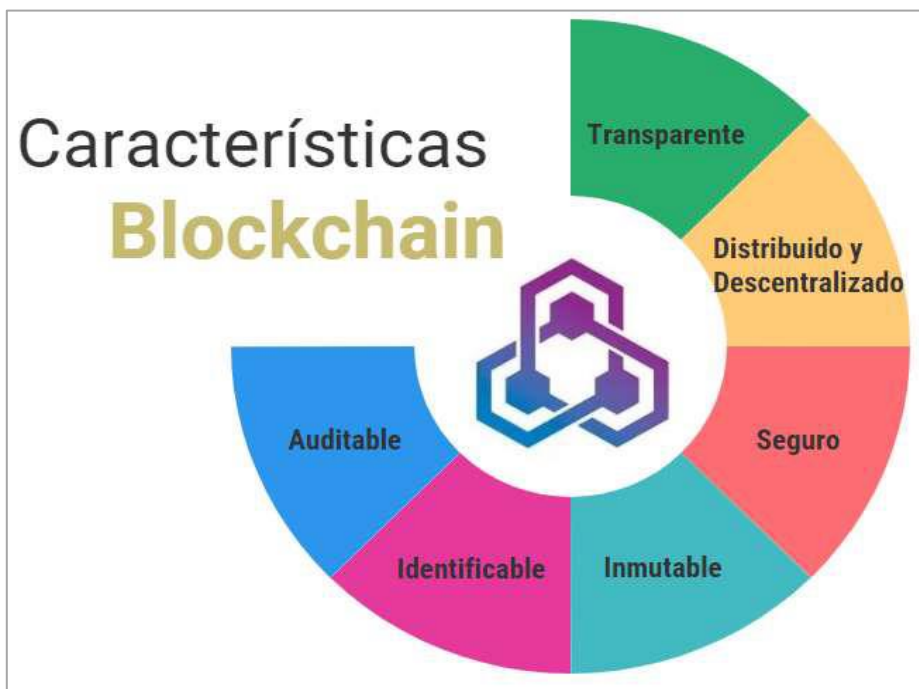 Características
Blockchain
Transparente
Distribuido y
Descentralizado
Seguro
Inmutable
Identificable
Auditable